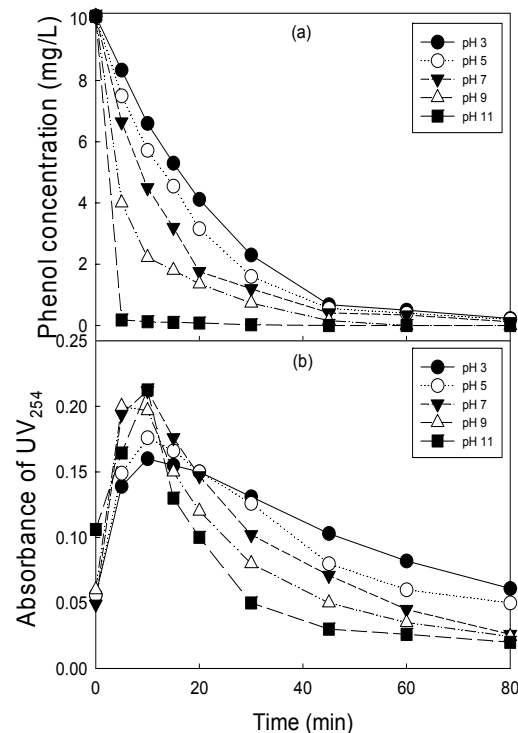 (a)
Phenol concentration (mg/L)
10
8
6
4
2
0
pH 3
pH 5
pH 7
pH 9
pH 11
(b)
Absorbance of UV254
0.25
0.20
0.15
0.10
0.05
0.00
pH 3
pH 5
pH 7
pH 9
pH 11
0 20 40 60 80
Time (min)